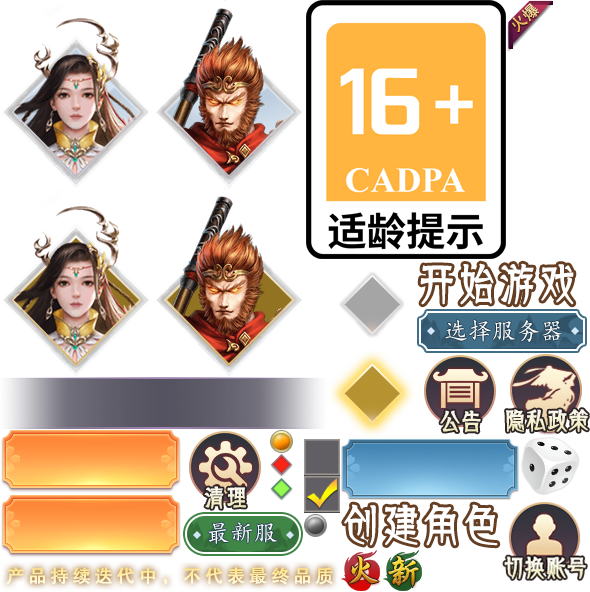 火爆
16+
CADPA
适龄提示
开始游戏
选择服务器
公告
隐私政策
清理
最新服
创建角色
切换账号
产品持续迭代中，不代表最终品质
火
新